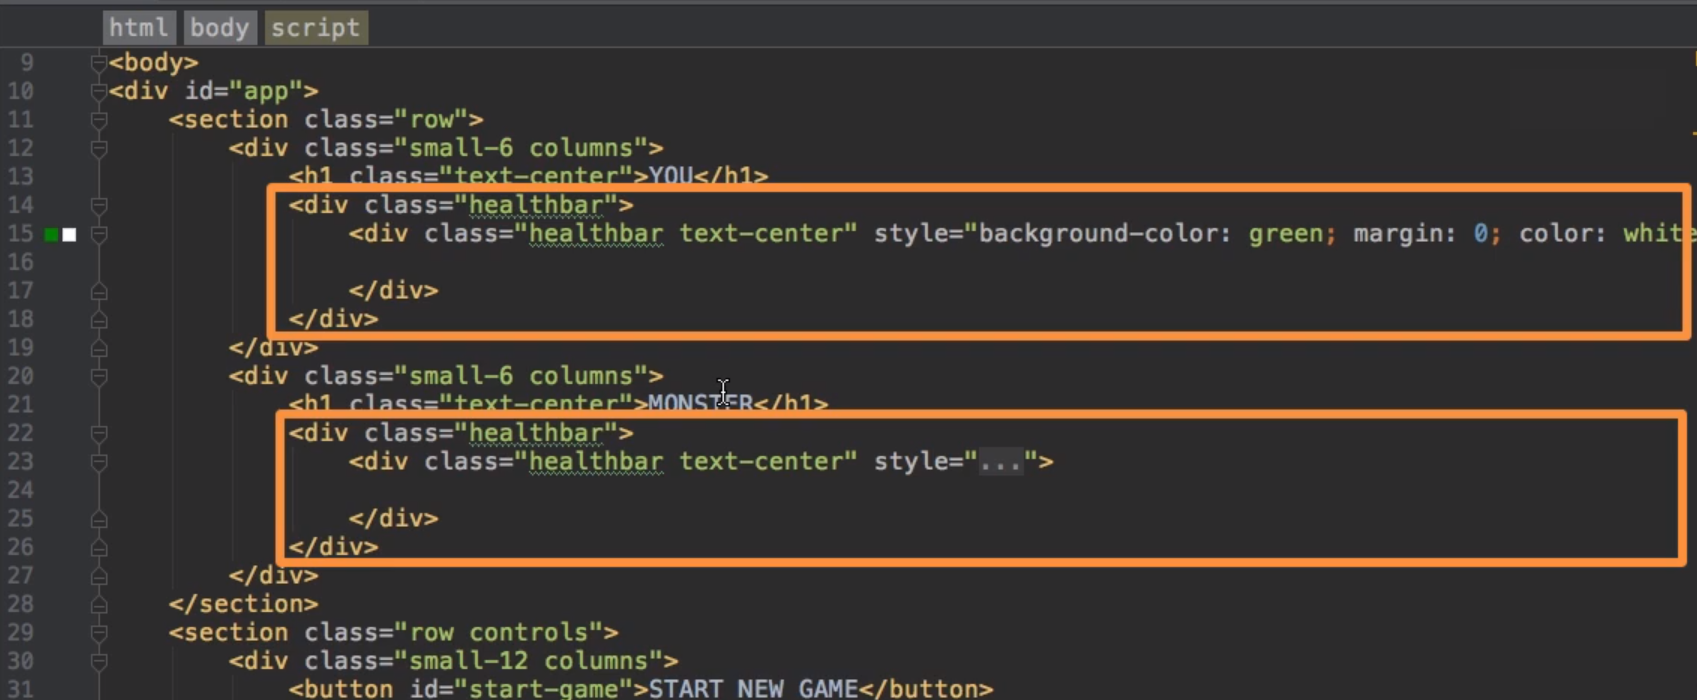 html body script
9 <body>
10 <div id="app">
11 <section class="row">
12 <div class="small-6 columns">
13 <h1 class="text-center">YOU</h1>
14 <div class="healthbar">
15 <div class="healthbar text-center" style="background-color: green; margin: 0; color: white
16
17 </div>
18 </div>
19 </div>
20 <div class="small-6 columns">
21 <h1 class="text-center">MONSTER</h1>
22 <div class="healthbar">
23 <div class="healthbar text-center" style="...">
24
25 </div>
26 </div>
27 </div>
28 </section>
29 <section class="row controls">
30 <div class="small-12 columns">
31 <button id="start-game">START NEW GAME</button>